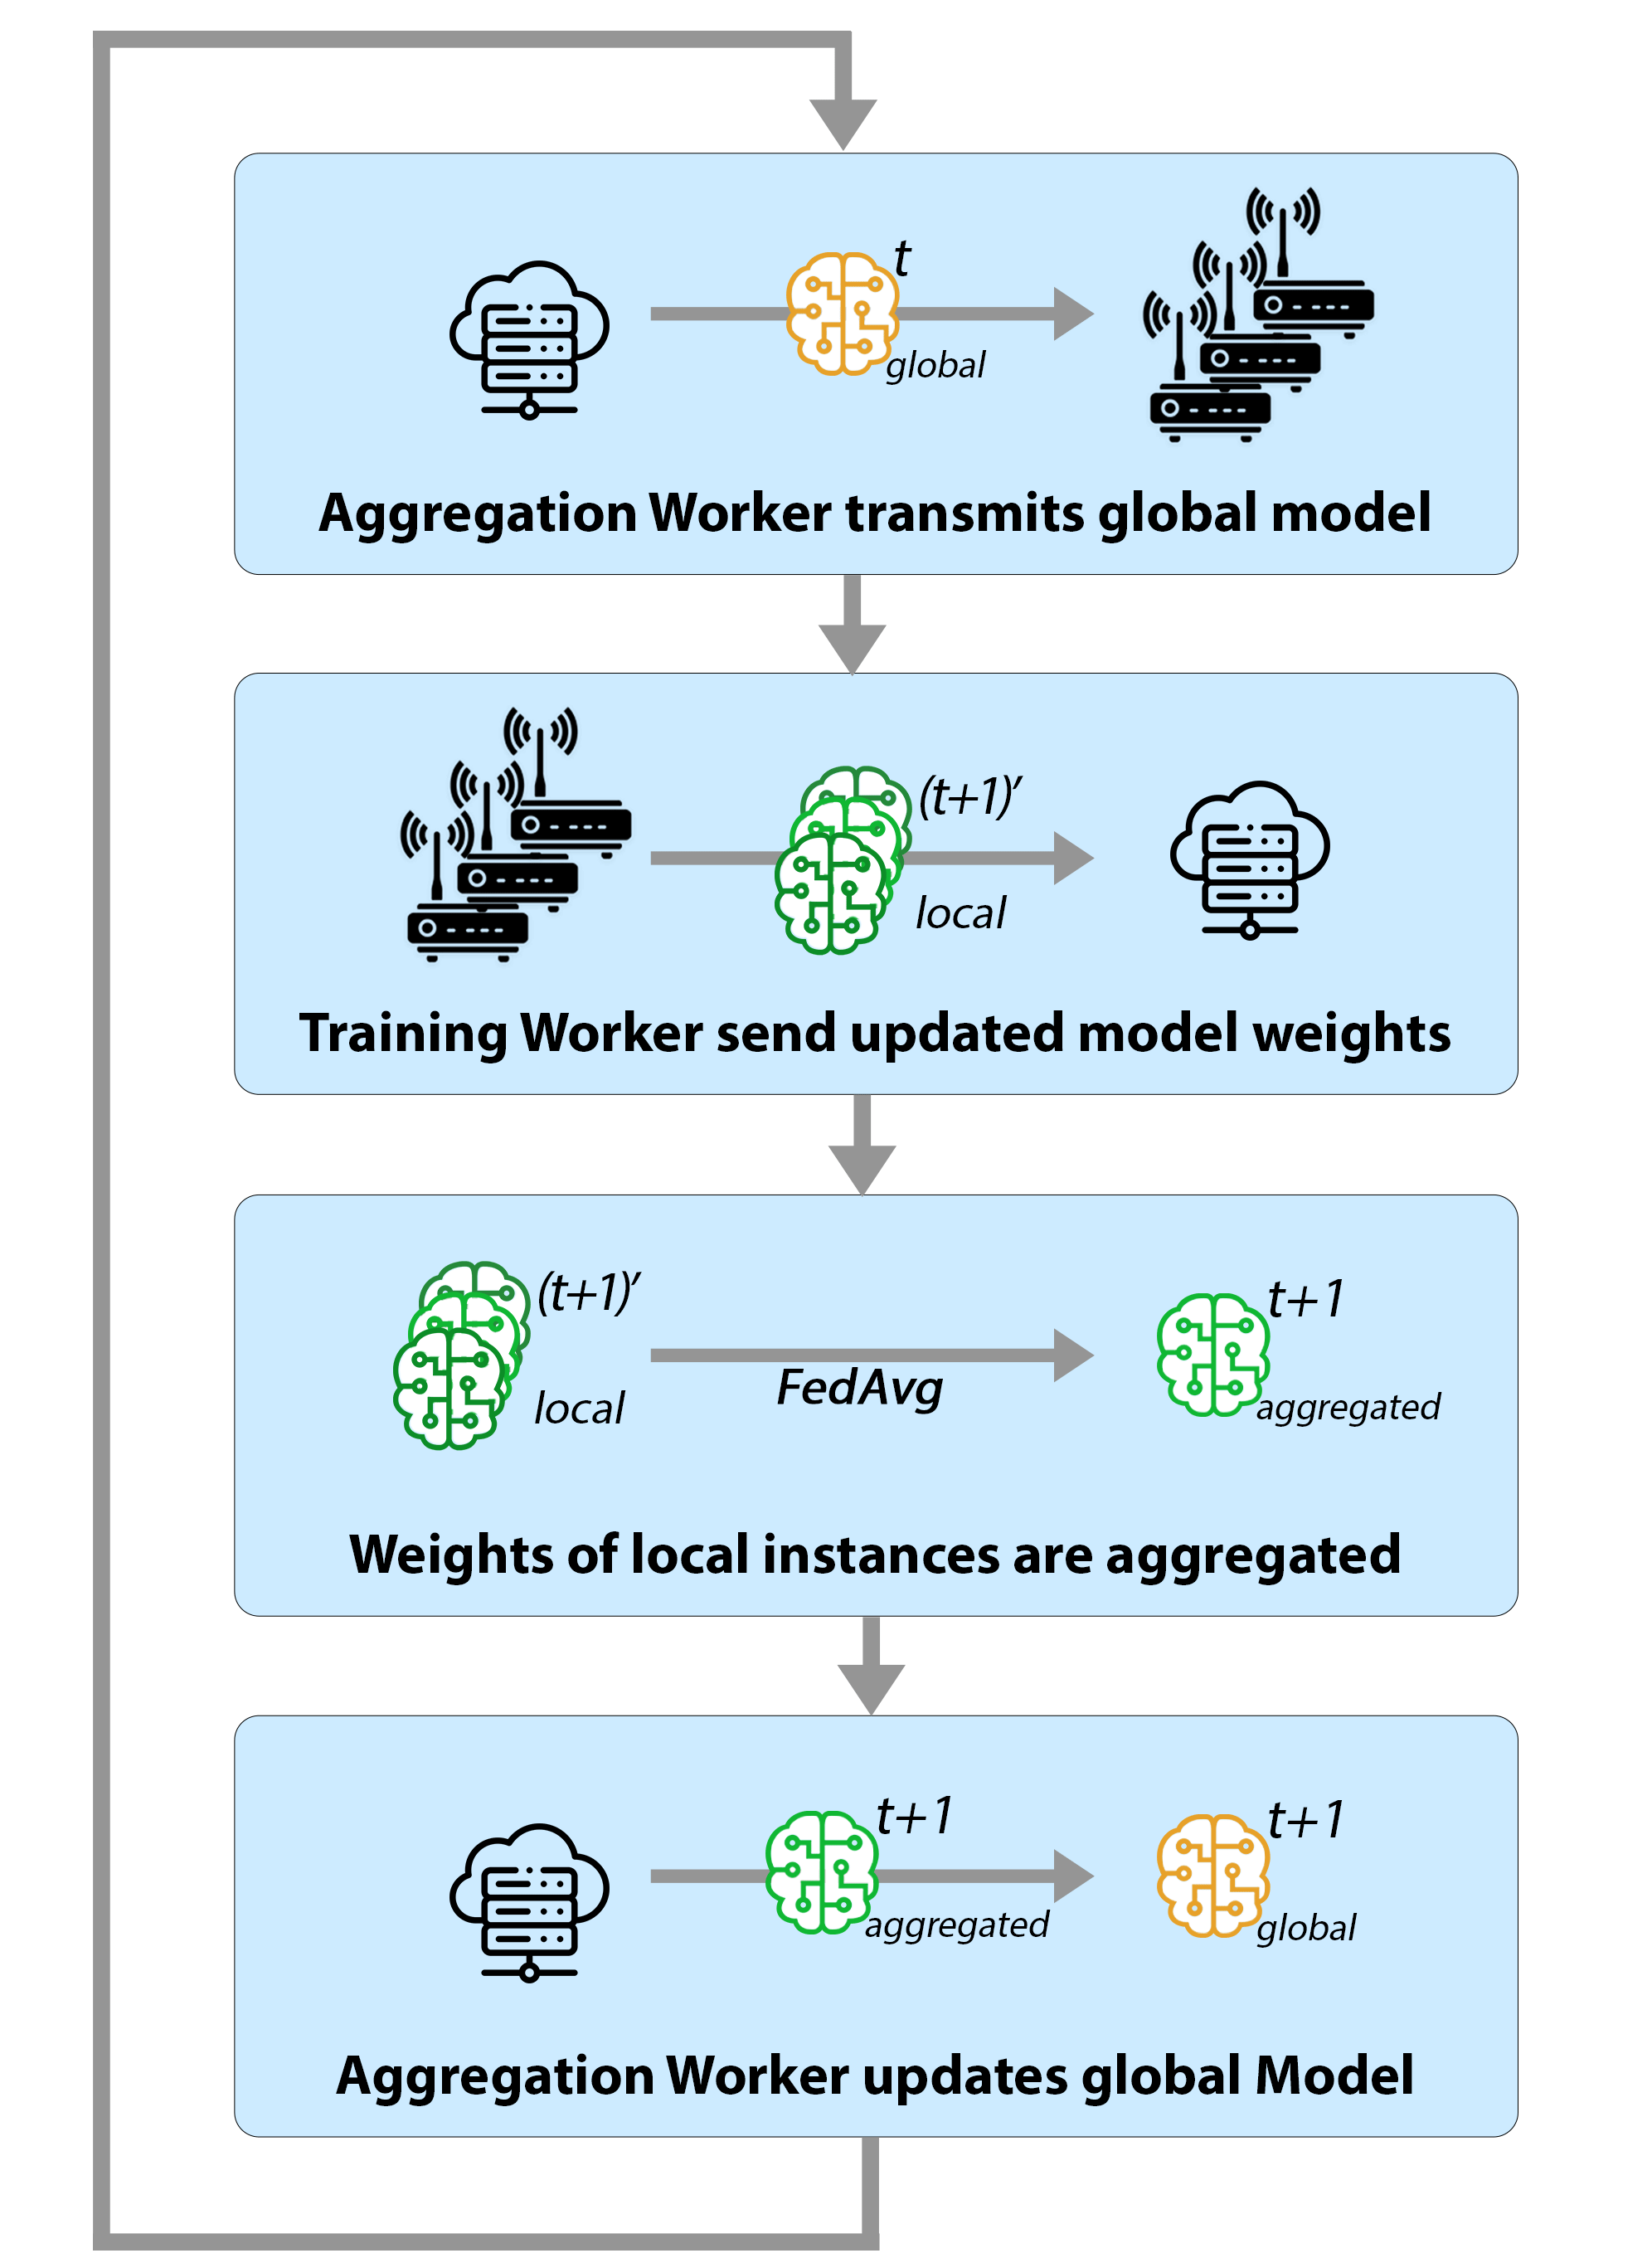 t
global
Aggregation Worker transmits global model
(t+1)′
local
Training Worker send updated model weights
(t+1)′
local
FedAvg
t+1
aggregated
Weights of local instances are aggregated
t+1
aggregated
t+1
global
Aggregation Worker updates global Model